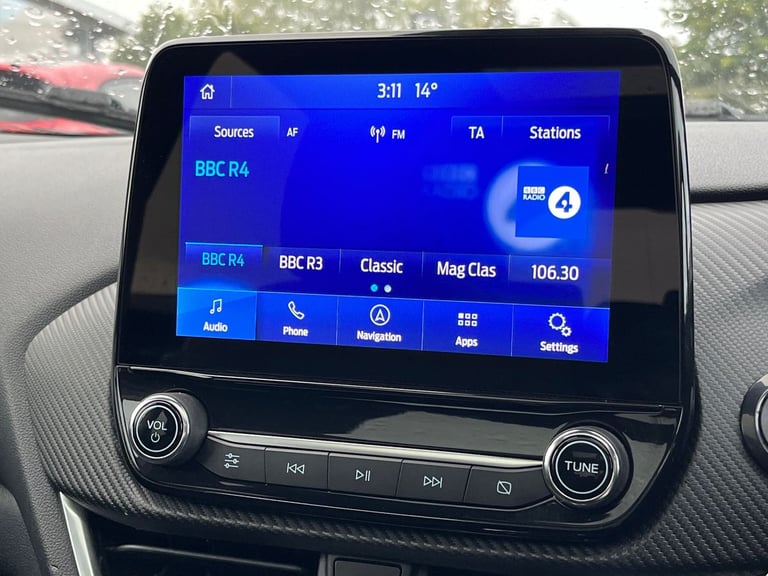 3:11 14°
Sources AF FM TA Stations
BBC R4
BBC RADIO 4
BBC R4 BBC R3 Classic Mag Clas 106.30
Audio Phone Navigation Apps Settings
VOL TUNE